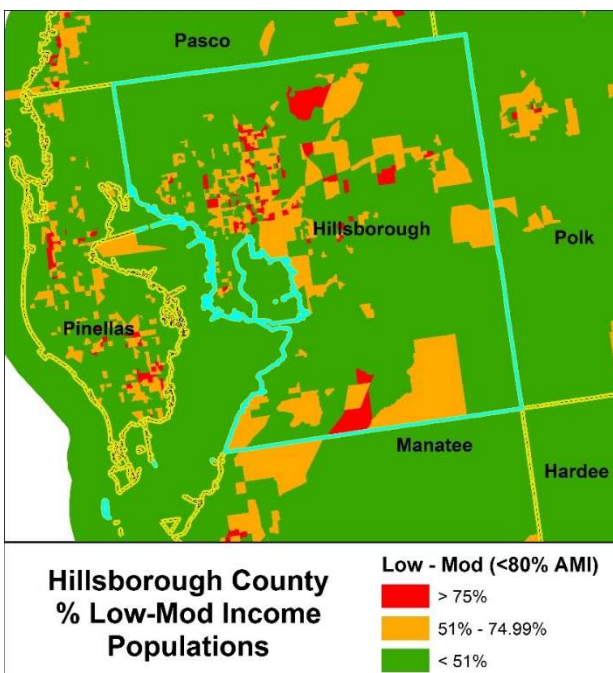 Pasco
Hillsborough
Polk
Pinellas
Manatee
Hardee
Hillsborough County
% Low-Mod Income
Populations
Low - Mod (<80% AMI)
> 75%
51% - 74.99%
< 51%